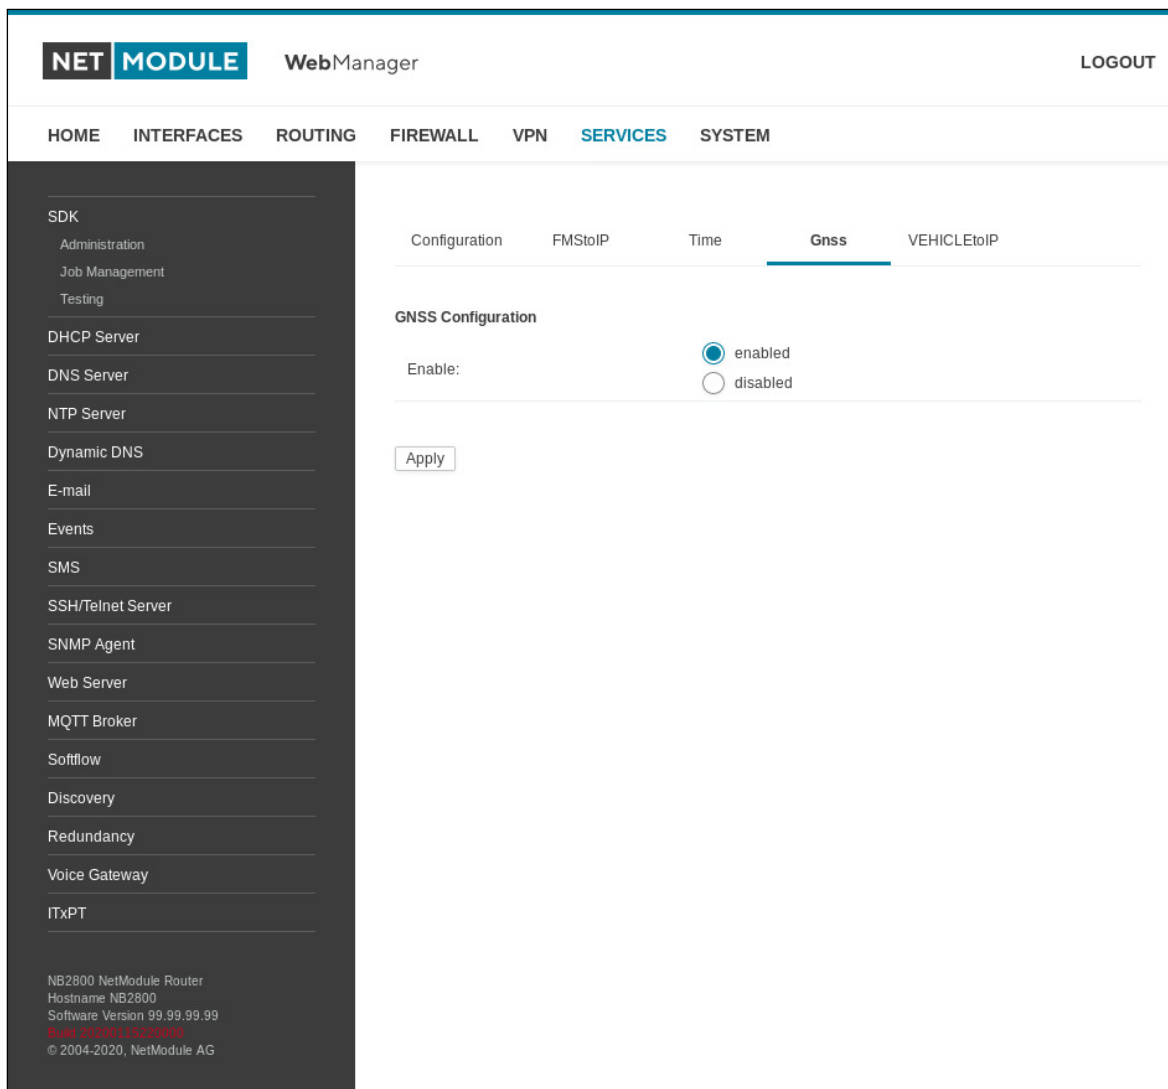 NET MODULE WebManager LOGOUT
HOME INTERFACES ROUTING FIREWALL VPN SERVICES SYSTEM
SDK
Administration
Job Management
Testing
DHCP Server
DNS Server
NTP Server
Dynamic DNS
E-mail
Events
SMS
SSH/Telnet Server
SNMP Agent
Web Server
MQTT Broker
Softflow
Discovery
Redundancy
Voice Gateway
ITxPT
NB2800 NetModule Router
Hostname NB2800
Software Version 99.99.99.99
Build
© 2004-2020, NetModule AG
Configuration FMStoIP Time Gnss VEHICLEtoIP
GNSS Configuration
Enable:
enabled
disabled
Apply